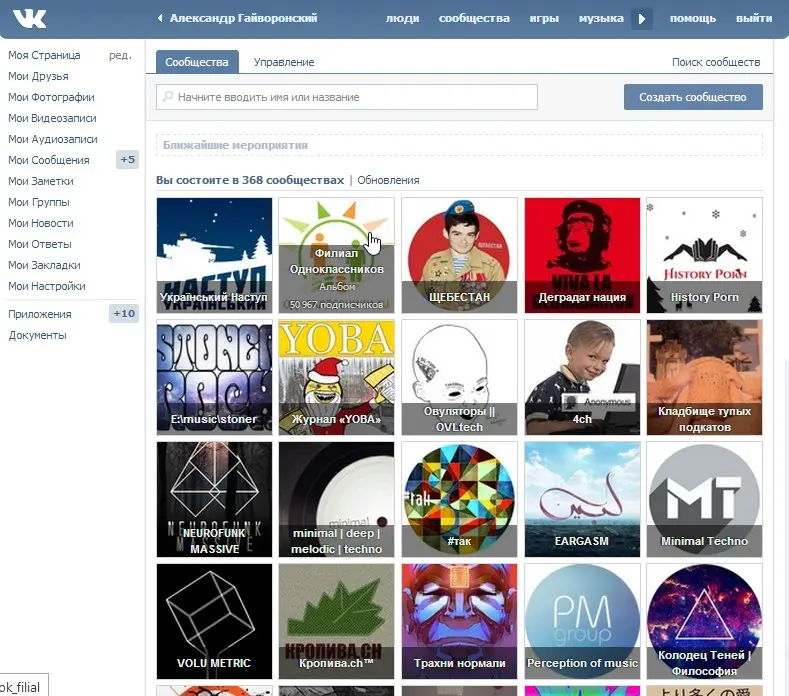 Александр Гайворонский
люди сообщества игры музыка помощь выйти
Моя Страница ред.
Мои Друзья
Мои Фотографии
Мои Видеозаписи
Мои Аудиозаписи
Мои Сообщения +5
Мои Заметки
Мои Группы
Мои Новости
Мои Ответы
Мои Закладки
Мои Настройки
Приложения +10
Документы
Сообщества Управление Поиск сообществ
Начните вводить имя или название
Создать сообщество
Ближайшие мероприятия
Вы состоите в 368 сообществах | Обновления
НАСТУП
Український Наступ
УКРАЇНСЬКИЙ
Филиал
Одноклассников
Альбом
50 967 подписчиков
ЩЕБЕСТАН
VIVA LA
Деградат нация
HISTORY PORN
History Porn
STONER
ROCK
E:\music\stoner
YOBA
Журнал «YOBA»
Овуляторы ||
OVLtech
Anonymous
4ch
Кладбище тупых
подкатов
NEUROFUNK
MASSIVE
NEUROFUNK
MASSIVE
minimal
minimal | deep |
melodic | techno
#так
#так
EARGASM
MT
Minimal Techno
VOLU METRIC
КРОПИВА.CH
Кропива.ch™
Трахни нормали
PM
group
Perception of music
Колодец Теней |
Философия
より多くの愛
ok_filial